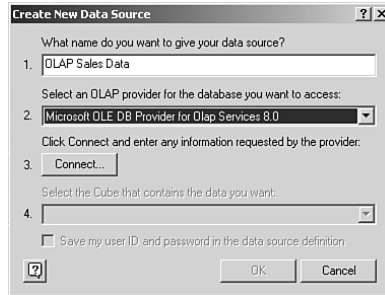 Create New Data Source
What name do you want to give your data source?
1. OLAP Sales Data
Select an OLAP provider for the database you want to access:
2. Microsoft OLE DB Provider for Olap Services 8.0
Click Connect and enter any information requested by the provider:
3. Connect...
Select the Cube that contains the data you want:
4.
Save my user ID and password in the data source definition
OK Cancel